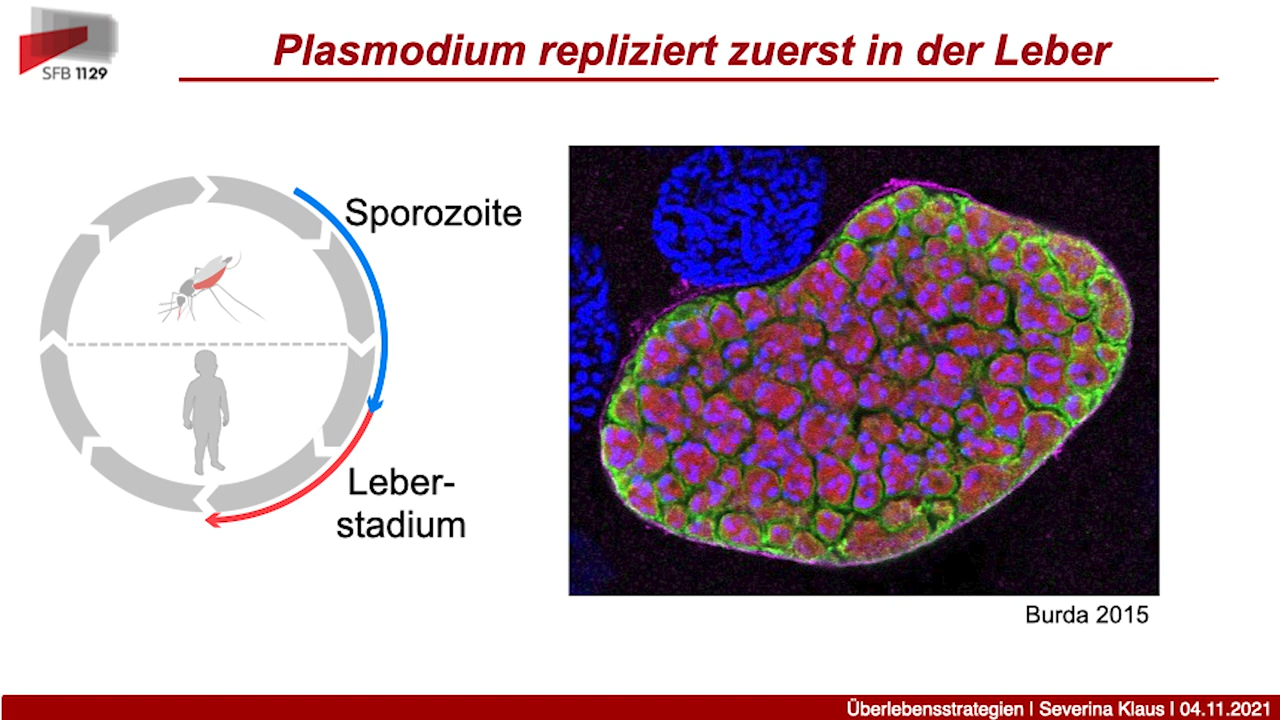 SFB 1129
Plasmodium repliziert zuerst in der Leber
Sporozoite
Leber-
stadium
Burda 2015
Überlebensstrategien I Severina Klaus I 04.11.2021